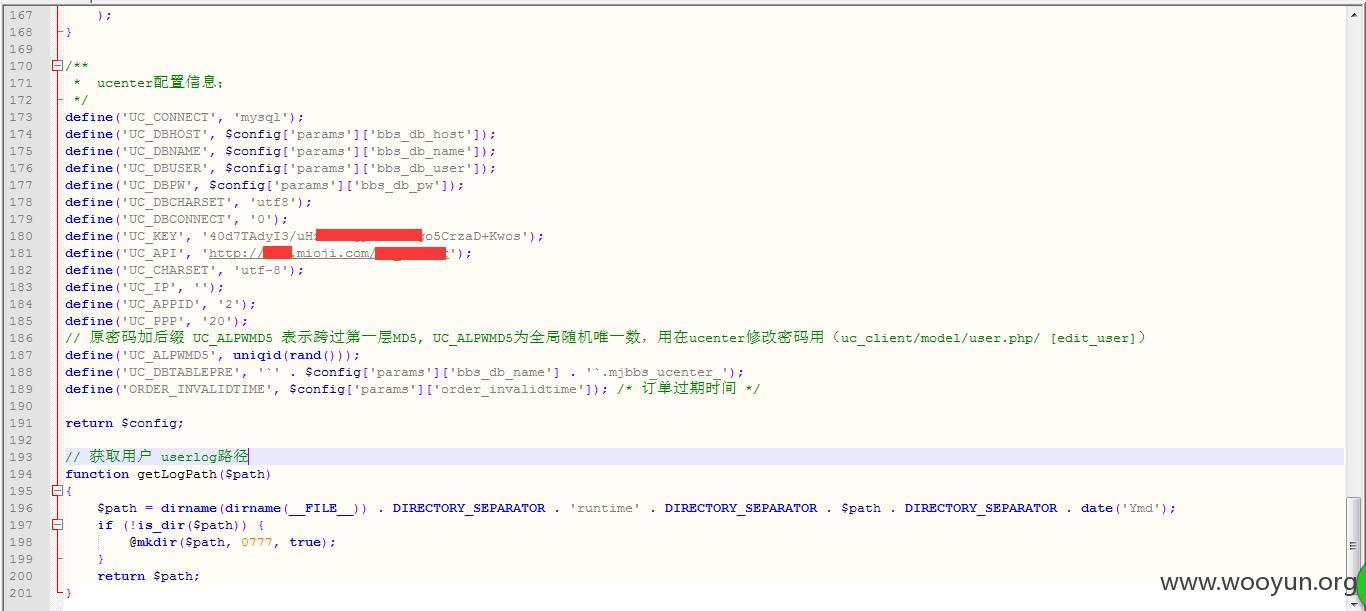 167 );
168 }
169
170 /**
171 * ucenter配置信息;
172 */
173 define('UC_CONNECT', 'mysql');
174 define('UC_DBHOST', $config['params']['bbs_db_host']);
175 define('UC_DBNAME', $config['params']['bbs_db_name']);
176 define('UC_DBUSER', $config['params']['bbs_db_user']);
177 define('UC_DBPW', $config['params']['bbs_db_pw']);
178 define('UC_DBCHARSET', 'utf8');
179 define('UC_DBCONNECT', '0');
180 define('UC_KEY', '40d7TAdyI3/uH o5CrzaD+Kwos');
181 define('UC_API', 'http:// .mioji.com/ ');
182 define('UC_CHARSET', 'utf-8');
183 define('UC_IP', '');
184 define('UC_APPID', '2');
185 define('UC_PPP', '20');
186 // 原密码加后缀 UC_ALPWMD5 表示跨过第一层MD5, UC_ALPWMD5为全局随机唯一数，用在ucenter修改密码用（uc_client/model/user.php/ [edit_user]）
187 define('UC_ALPWMD5', uniqid(rand()));
188 define('UC_DBTABLEPRE', '`' . $config['params']['bbs_db_name'] . '`.mjbbs_ucenter_');
189 define('ORDER_INVALIDTIME', $config['params']['order_invalidtime']); /* 订单过期时间 */
190
191 return $config;
192
193 // 获取用户 userlog路径
194 function getLogPath($path)
195 {
196 $path = dirname(dirname(__FILE__)) . DIRECTORY_SEPARATOR . 'runtime' . DIRECTORY_SEPARATOR . $path . DIRECTORY_SEPARATOR . date('Ymd');
197 if (!is_dir($path)) {
198 @mkdir($path, 0777, true);
199 }
200 return $path;
201 }
www.wooyun.org